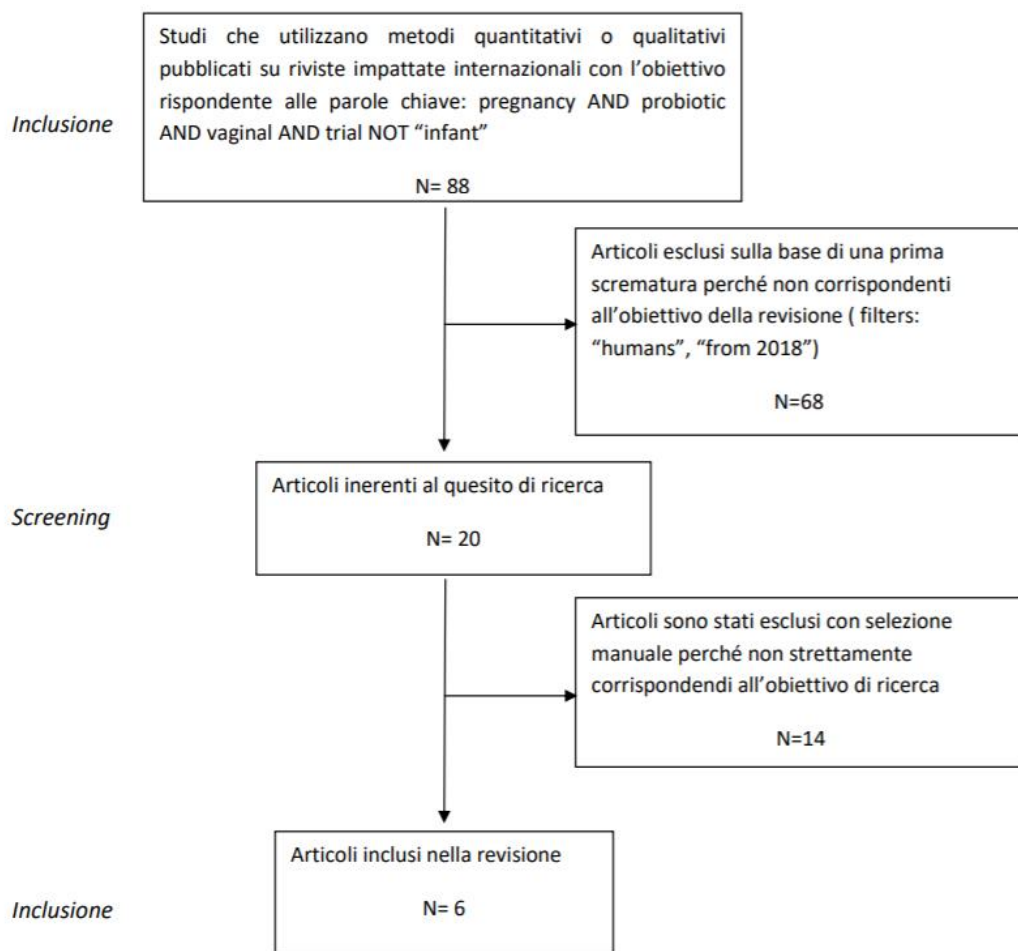 Studi che utilizzano metodi quantitativi o qualitativi
pubblicati su riviste impattate internazionali con l'obiettivo
rispondente alle parole chiave: pregnancy AND probiotic
AND vaginal AND trial NOT "infant"
N= 88
Inclusione
Articoli esclusi sulla base di una prima
scrematura perché non corrispondenti
all'obiettivo della revisione ( filters:
"humans", "from 2018")
N=68
Articoli inerenti al quesito di ricerca
N= 20
Screening
Articoli sono stati esclusi con selezione
manuale perché non strettamente
corrispondendi all'obiettivo di ricerca
N=14
Articoli inclusi nella revisione
N= 6
Inclusione